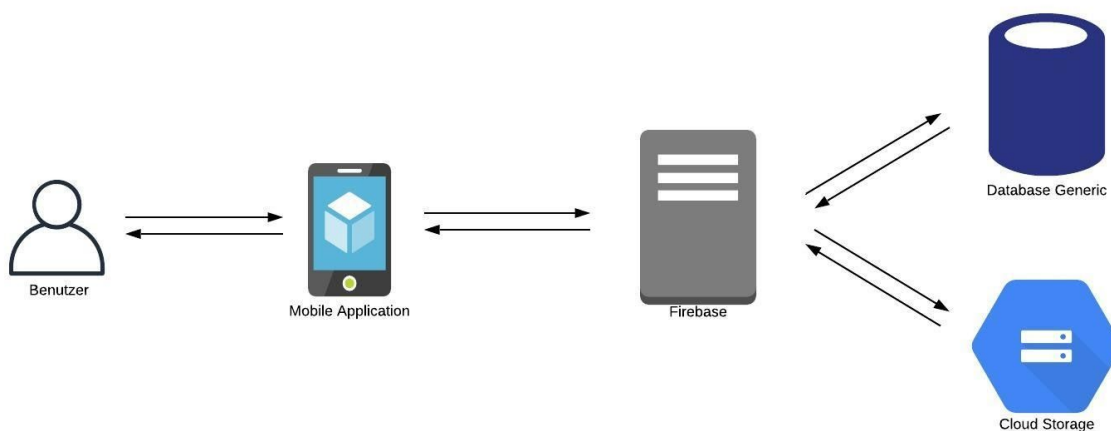 Benutzer
Mobile Application
Firebase
Database Generic
Cloud Storage